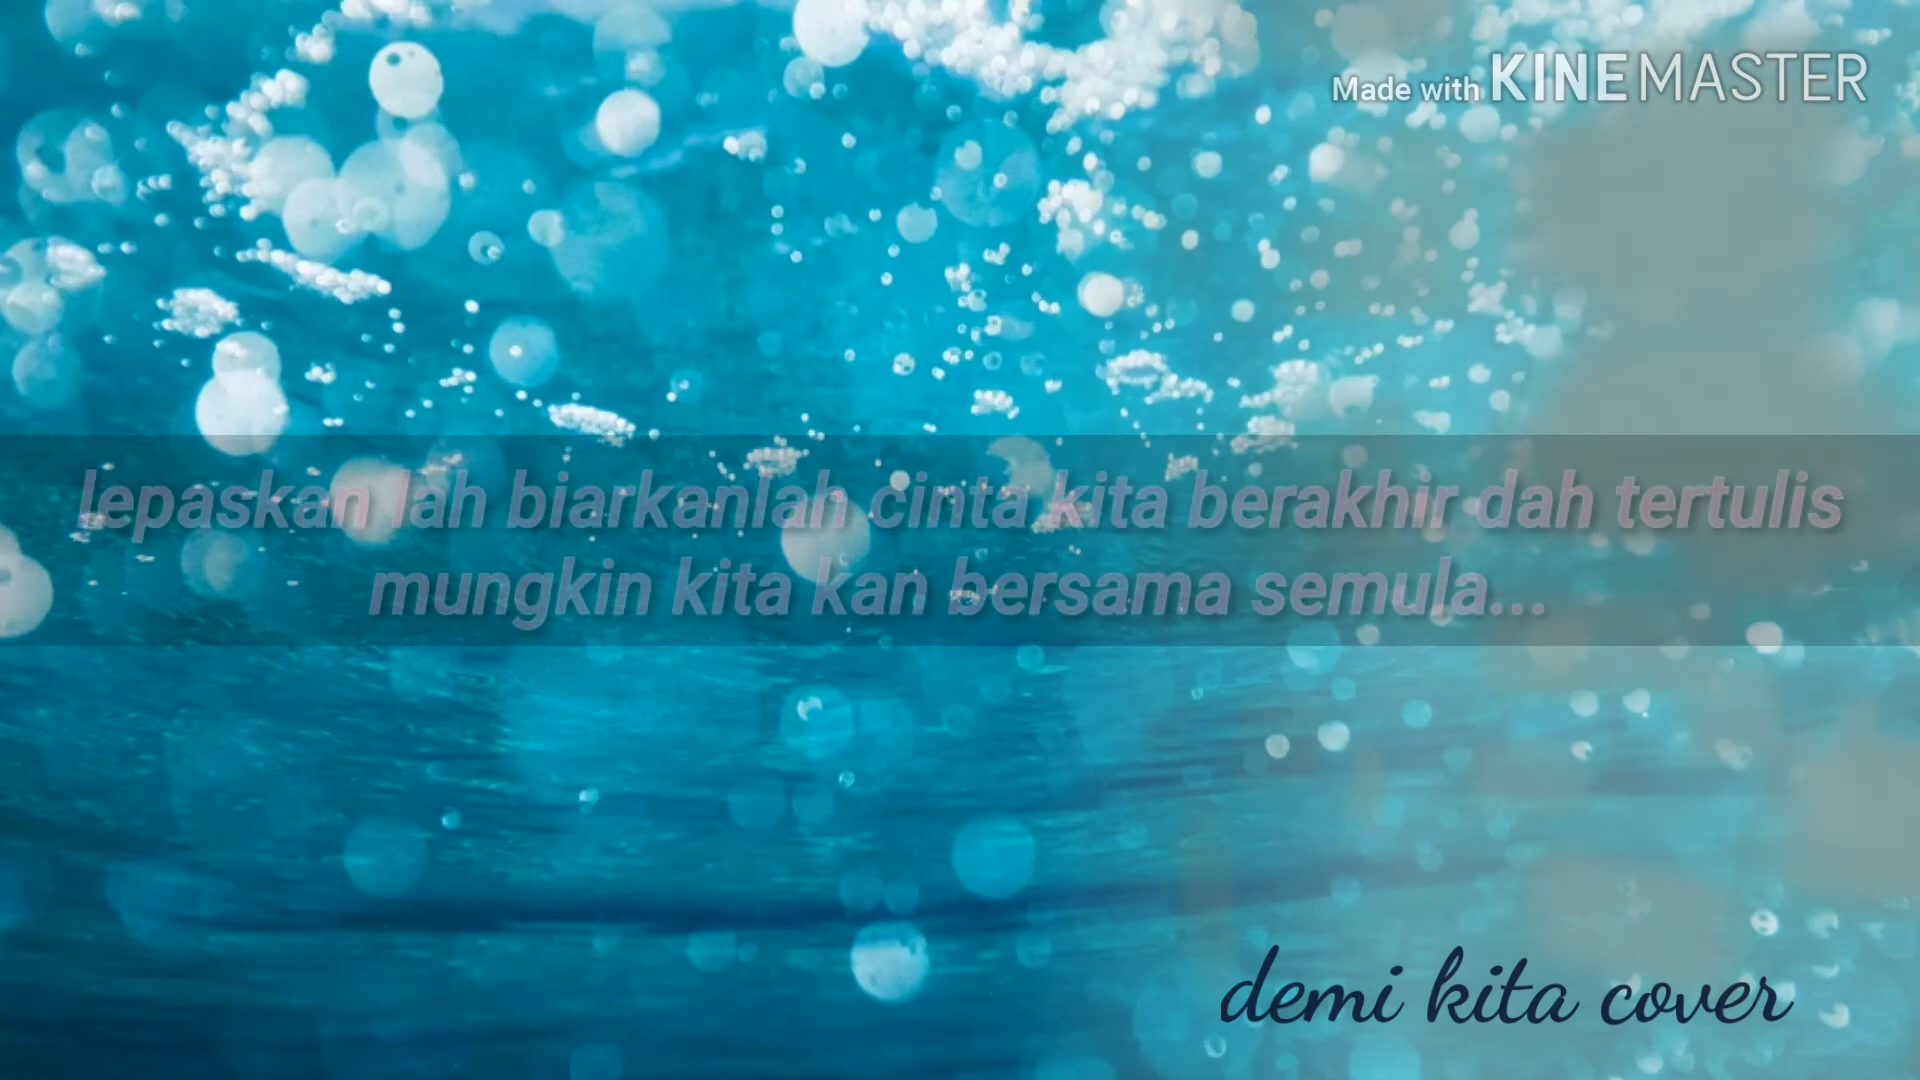 Made with KINEMASTER
lepaskan lah biarkanlah cinta kita berakhir dah tertulis
mungkin kita kan bersama semula...
demi kita cover